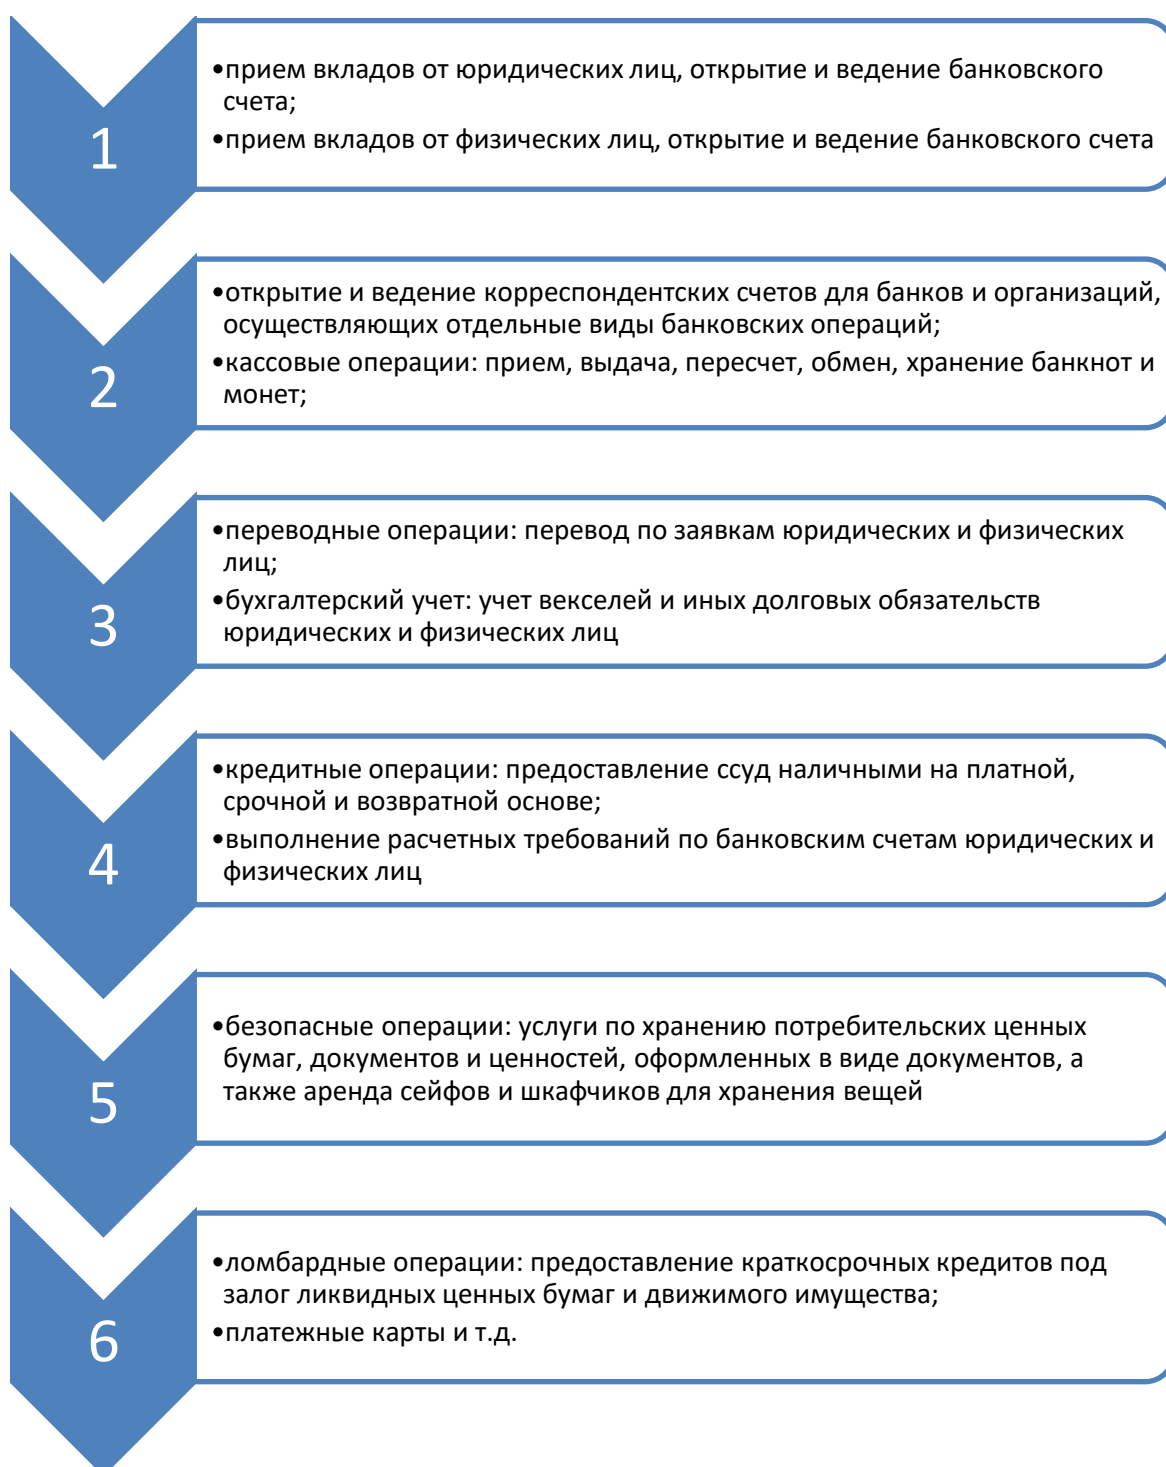 1
•прием вкладов от юридических лиц, открытие и ведение банковского
счета;
•прием вкладов от физических лиц, открытие и ведение банковского счета
2
•открытие и ведение корреспондентских счетов для банков и организаций,
осуществляющих отдельные виды банковских операций;
•кассовые операции: прием, выдача, пересчет, обмен, хранение банкнот и
монет;
3
•переводные операции: перевод по заявкам юридических и физических
лиц;
•бухгалтерский учет: учет векселей и иных долговых обязательств
юридических и физических лиц
4
•кредитные операции: предоставление ссуд наличными на платной,
срочной и возвратной основе;
•выполнение расчетных требований по банковским счетам юридических и
физических лиц
5
•безопасные операции: услуги по хранению потребительских ценных
бумаг, документов и ценностей, оформленных в виде документов, а
также аренда сейфов и шкафчиков для хранения вещей
6
•ломбардные операции: предоставление краткосрочных кредитов под
залог ликвидных ценных бумаг и движимого имущества;
•платежные карты и т.д.